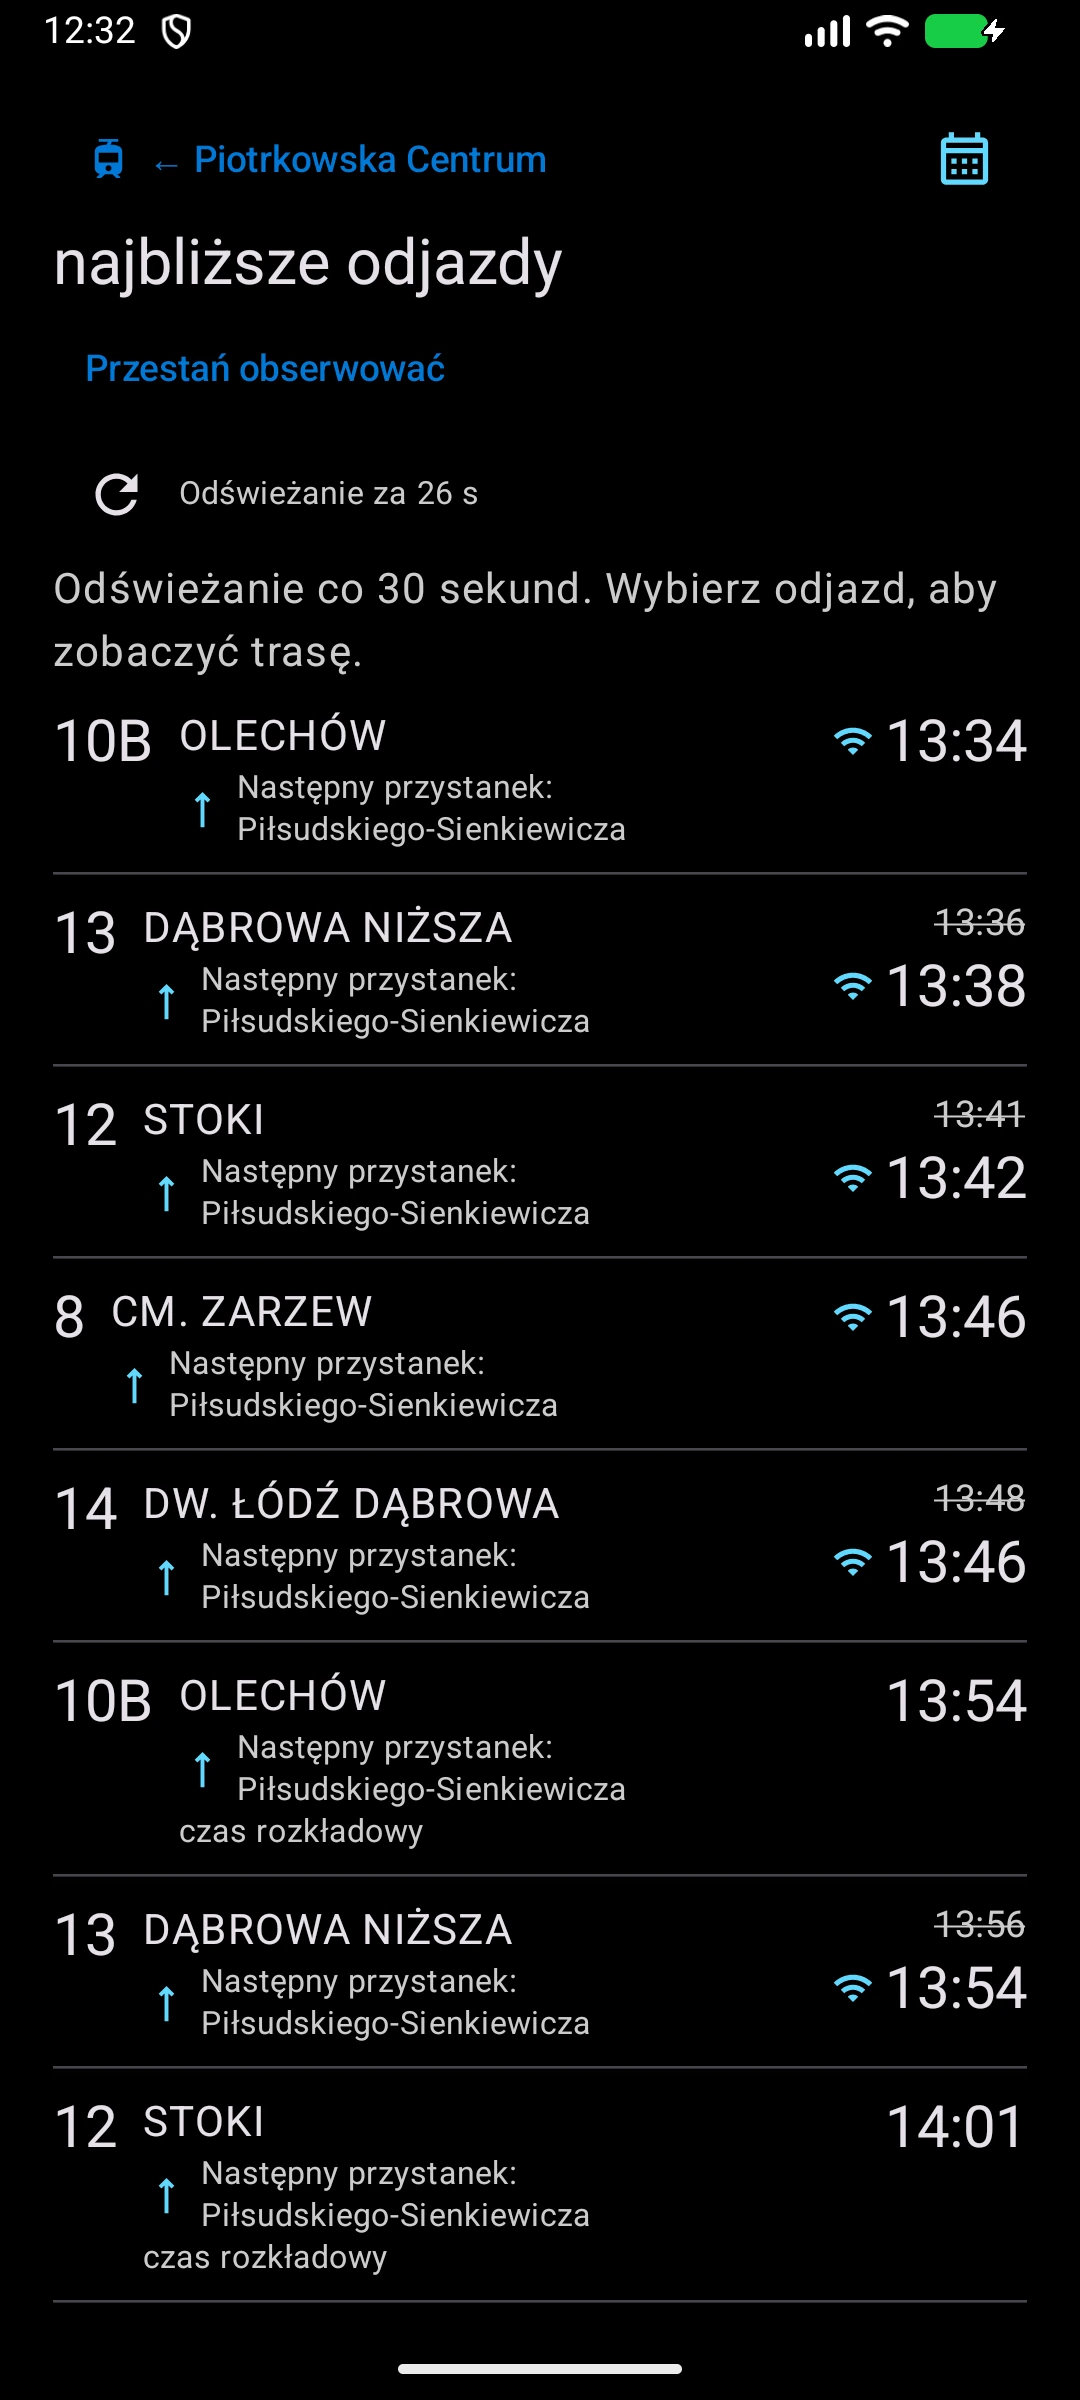 12:32
← Piotrkowska Centrum
najbliższe odjazdy
Przestań obserwować
Odświeżanie za 26 s
Odświeżanie co 30 sekund. Wybierz odjazd, aby
zobaczyć trasę.
10B OLECHÓW 13:34
↑ Następny przystanek:
Piłsudskiego-Sienkiewicza
13 DĄBROWA NIŻSZA 13:36
↑ Następny przystanek: 13:38
Piłsudskiego-Sienkiewicza
12 STOKI 13:41
↑ Następny przystanek: 13:42
Piłsudskiego-Sienkiewicza
8 CM. ZARZEW 13:46
↑ Następny przystanek:
Piłsudskiego-Sienkiewicza
14 DW. ŁÓDŹ DĄBROWA 13:48
↑ Następny przystanek: 13:46
Piłsudskiego-Sienkiewicza
10B OLECHÓW 13:54
↑ Następny przystanek:
Piłsudskiego-Sienkiewicza
czas rozkładowy
13 DĄBROWA NIŻSZA 13:56
↑ Następny przystanek: 13:54
Piłsudskiego-Sienkiewicza
12 STOKI 14:01
↑ Następny przystanek:
Piłsudskiego-Sienkiewicza
czas rozkładowy